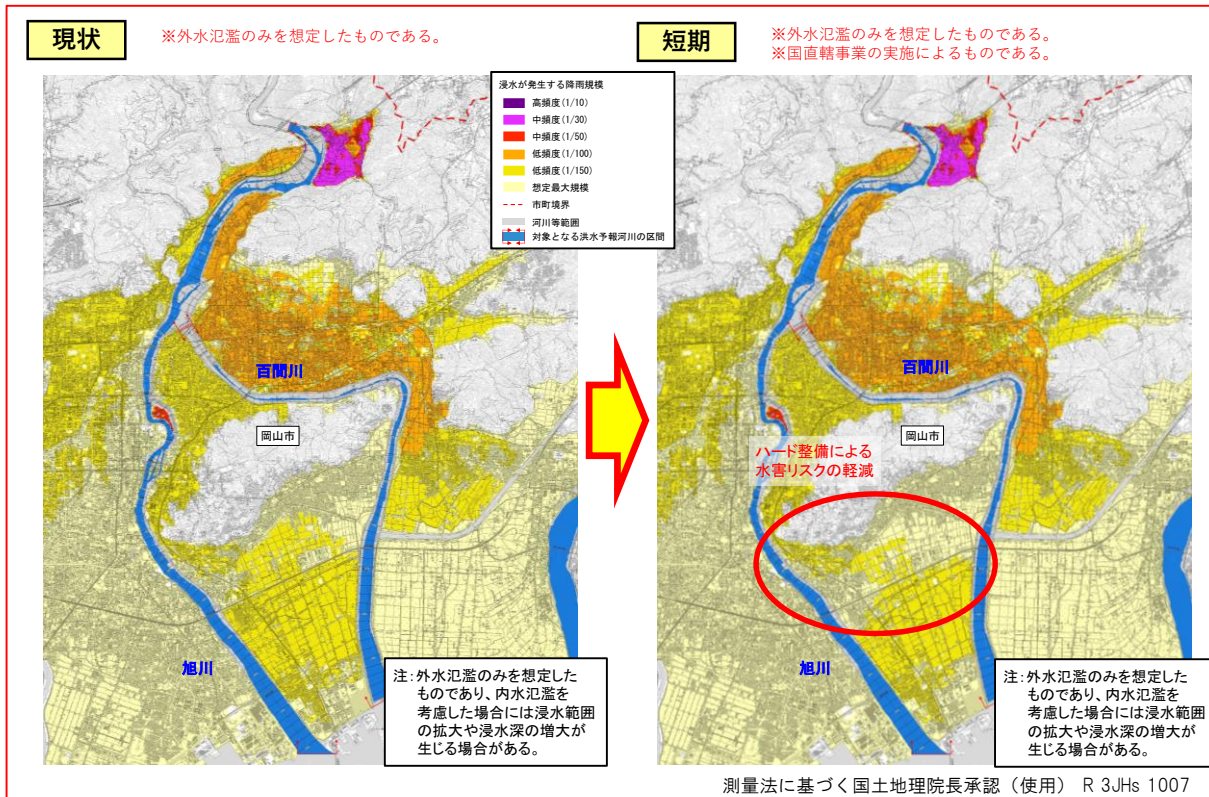 現状
※外水氾濫のみを想定したものである。
短期
※外水氾濫のみを想定したものである。
※国直轄事業の実施によるものである。
浸水が発生する降雨規模
高頻度(1/10)
中頻度(1/30)
中頻度(1/50)
低頻度(1/100)
低頻度(1/150)
想定最大規模
市町境界
河川等範囲
対象となる洪水予報河川の区間
百間川
岡山市
旭川
注:外水氾濫のみを想定した
ものであり、内水氾濫を
考慮した場合には浸水範囲
の拡大や浸水深の増大が
生じる場合がある。
百間川
岡山市
ハード整備による
水害リスクの軽減
旭川
注:外水氾濫のみを想定した
ものであり、内水氾濫を
考慮した場合には浸水範囲
の拡大や浸水深の増大が
生じる場合がある。
測量法に基づく国土地理院長承認（使用） R 3JHs 1007